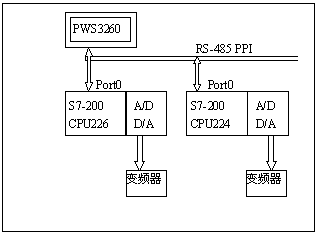 PWS3260
RS-485 PPI
Port0
Port0
S7-200
CPU226
A/D
D/A
S7-200
CPU224
A/D
D/A
变频器
变频器